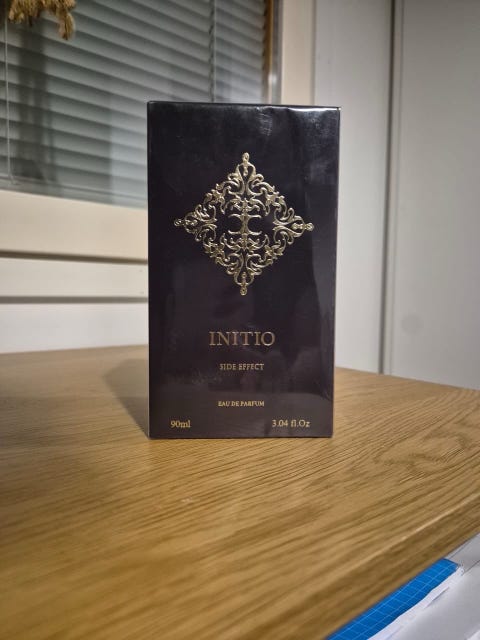 INITIO
SIDE EFFECT
EAU DE PARFUM
90ml 3.04 fl.Oz